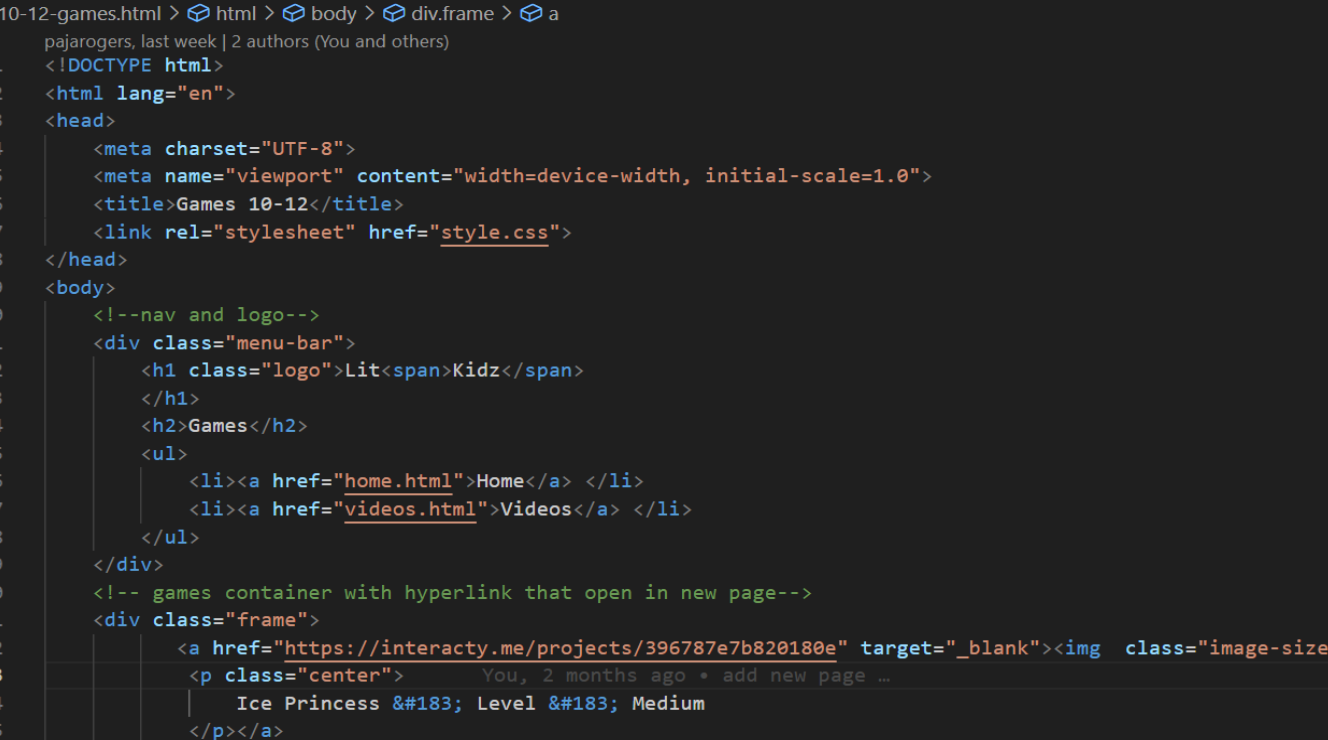 10-12-games.html > html > body > div.frame > a
pajarogers, last week | 2 authors (You and others)
<!DOCTYPE html>
<html lang="en">
<head>
<meta charset="UTF-8">
<meta name="viewport" content="width=device-width, initial-scale=1.0">
<title>Games 10-12</title>
<link rel="stylesheet" href="style.css">
</head>
<body>
<!--nav and logo-->
<div class="menu-bar">
<h1 class="logo">Lit<span>Kidz</span>
</h1>
<h2>Games</h2>
<ul>
<li><a href="home.html">Home</a> </li>
<li><a href="videos.html">Videos</a> </li>
</ul>
</div>
<!-- games container with hyperlink that open in new page-->
<div class="frame">
<a href="https://interacty.me/projects/396787e7b820180e" target="_blank"><img  class="image-size
<p class="center"> You, 2 months ago • add new page …
Ice Princess &#183; Level &#183; Medium
</p></a>